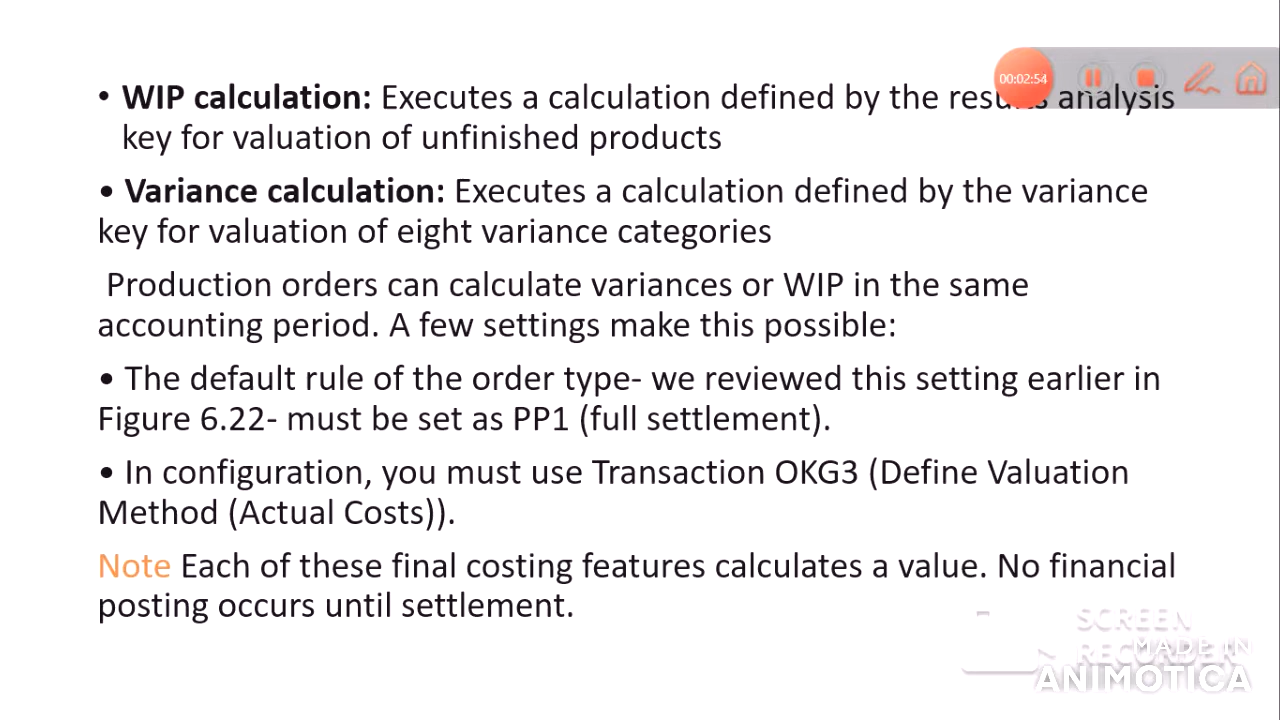 00:02:54
• WIP calculation: Executes a calculation defined by the results analysis
key for valuation of unfinished products
• Variance calculation: Executes a calculation defined by the variance
key for valuation of eight variance categories
Production orders can calculate variances or WIP in the same
accounting period. A few settings make this possible:
• The default rule of the order type- we reviewed this setting earlier in
Figure 6.22- must be set as PP1 (full settlement).
• In configuration, you must use Transaction OKG3 (Define Valuation
Method (Actual Costs)).
Note Each of these final costing features calculates a value. No financial
posting occurs until settlement.
SCREEN
RECORDER
MADE IN
ANIMOTICA